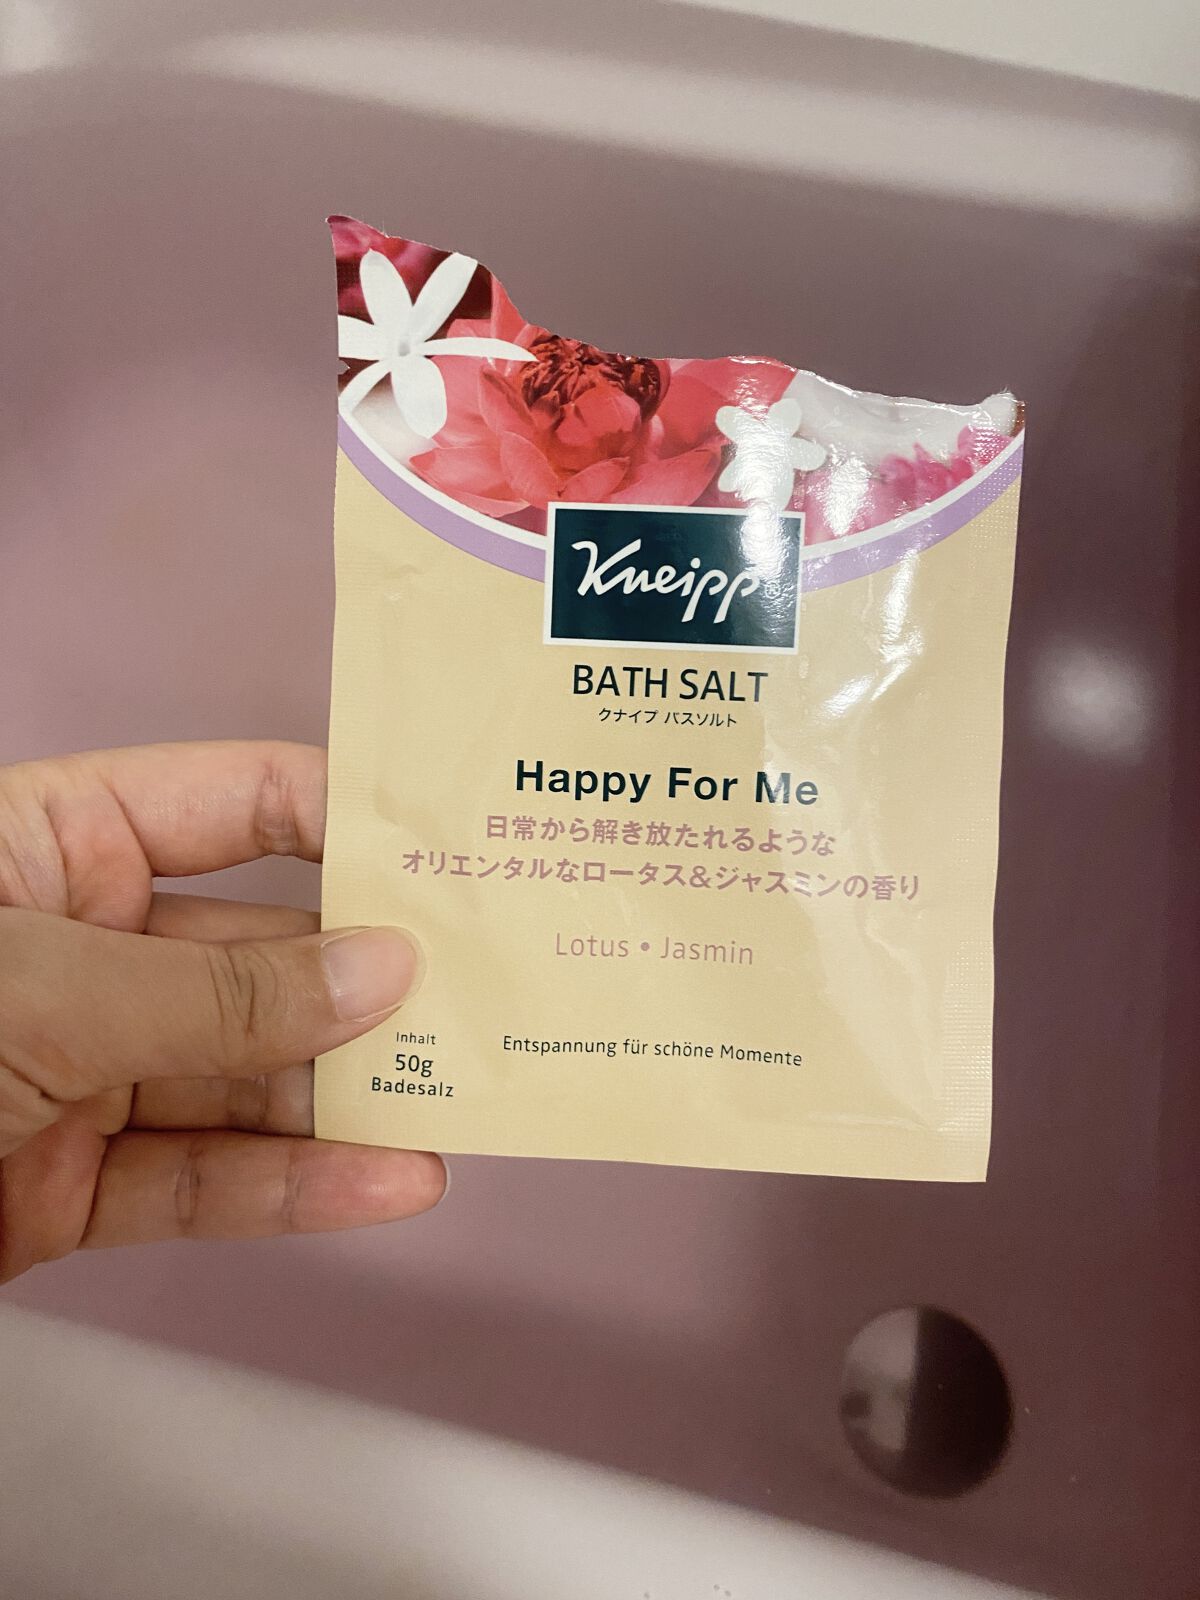 Kneipp®
BATH SALT
クナイプ バスソルト
Happy For Me
日常から解き放たれるような
オリエンタルなロータス&ジャスミンの香り
Lotus • Jasmin
Inhalt
50g
Badesalz
Entspannung für schöne Momente